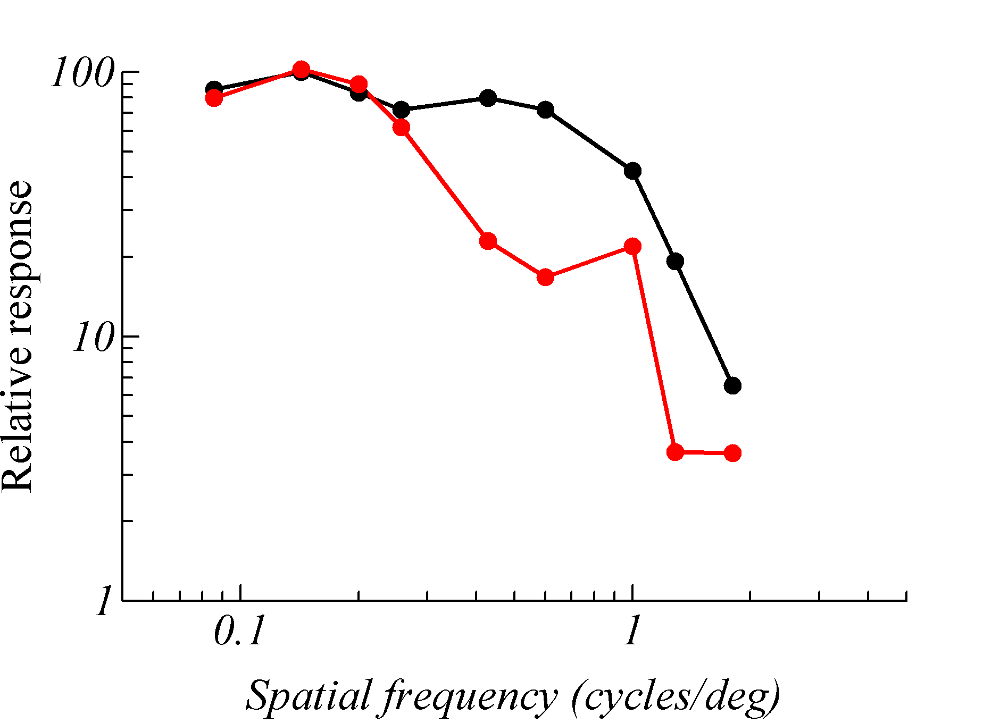 100
10
1
Relative response
0.1
1
Spatial frequency (cycles/deg)